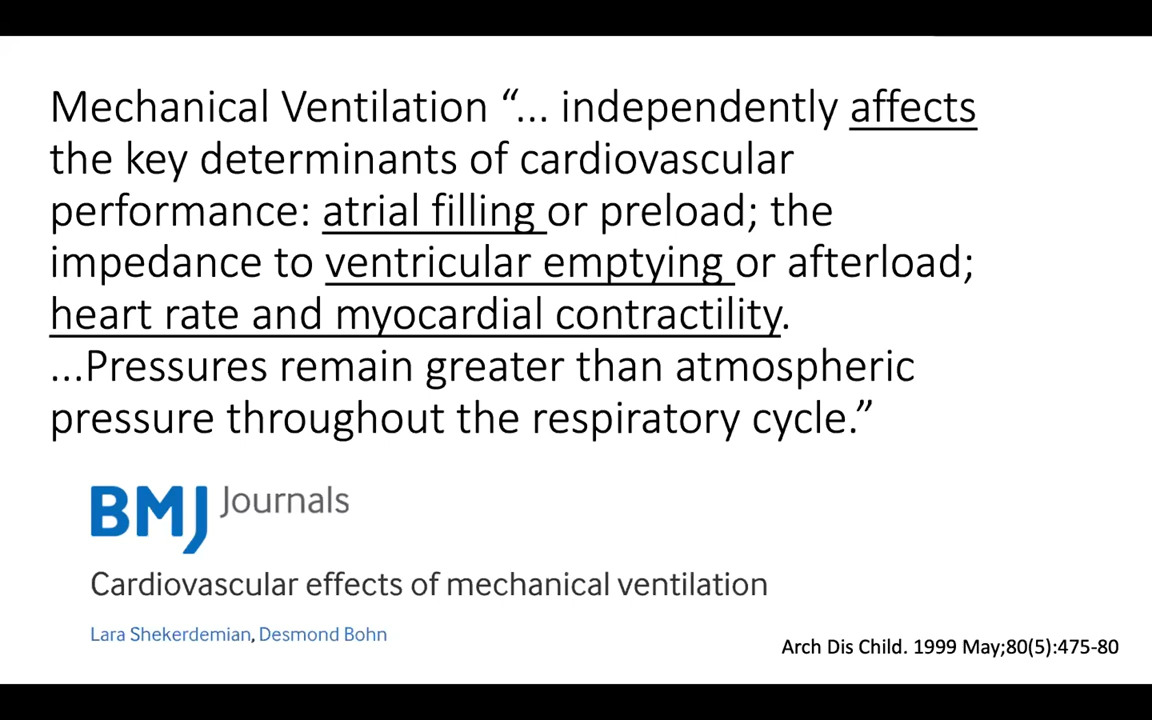 Mechanical Ventilation “... independently affects
the key determinants of cardiovascular
performance: atrial filling or preload; the
impedance to ventricular emptying or afterload;
heart rate and myocardial contractility.
...Pressures remain greater than atmospheric
pressure throughout the respiratory cycle.”
BMJ Journals
Cardiovascular effects of mechanical ventilation
Lara Shekerdemian, Desmond Bohn
Arch Dis Child. 1999 May;80(5):475-80